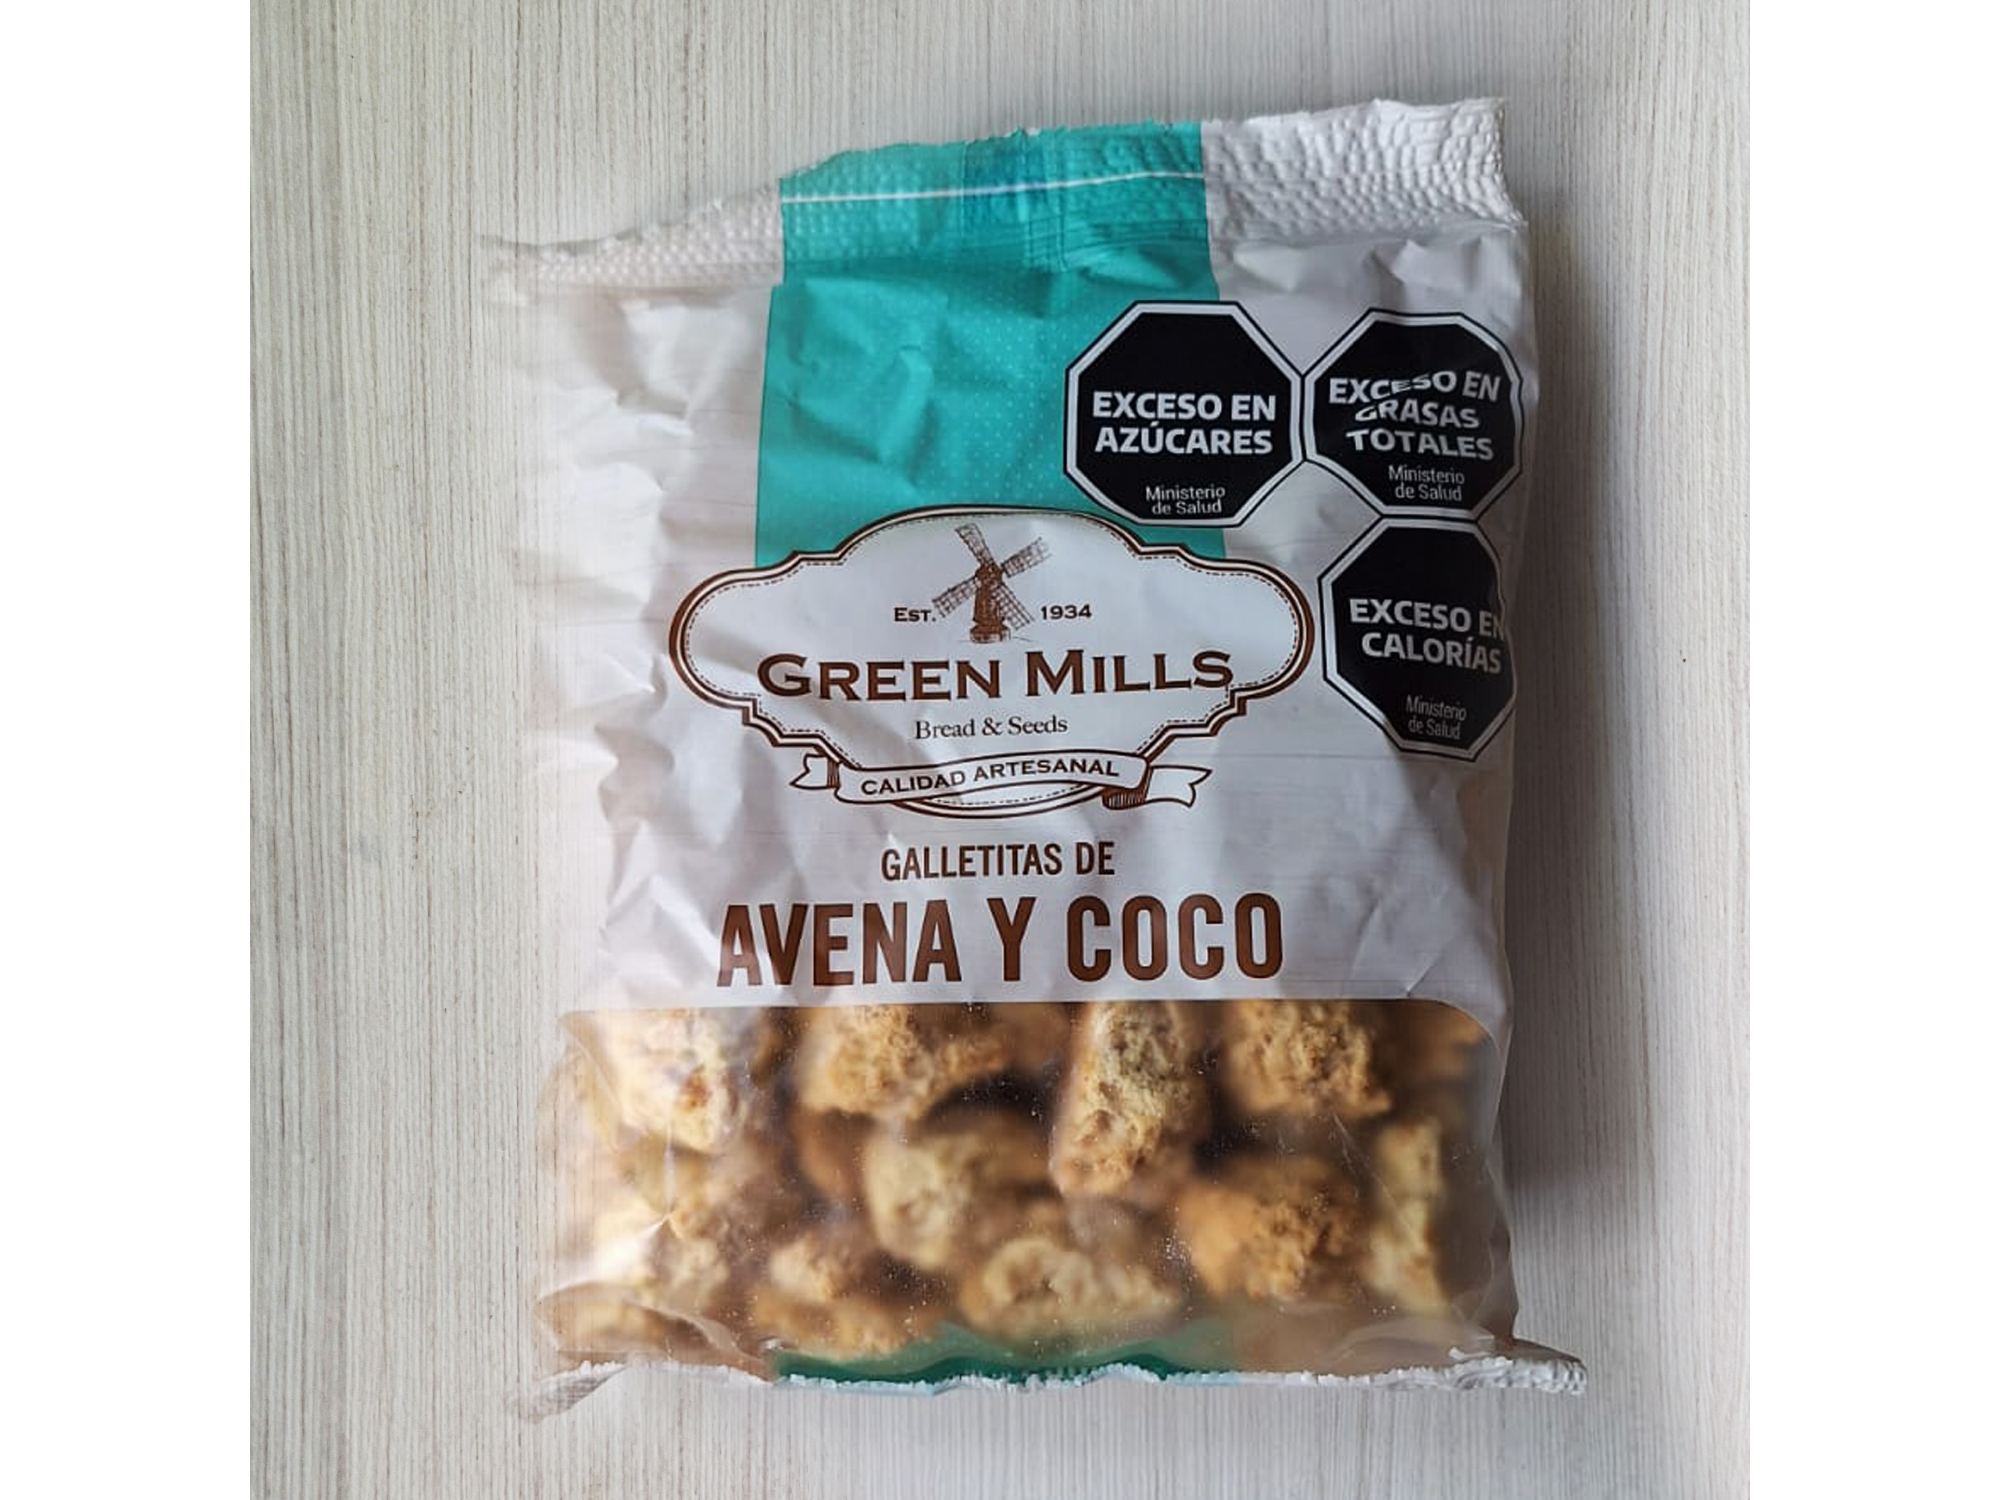 EXCESO EN
AZÚCARES
Ministerio
de Salud
EXCESO EN
GRASAS
TOTALES
Ministerio
de Salud
EXCESO EN
CALORÍAS
Ministerio
de Salud
EST. 1934
GREEN MILLS
Bread & Seeds
CALIDAD ARTESANAL
GALLETITAS DE
AVENA Y COCO